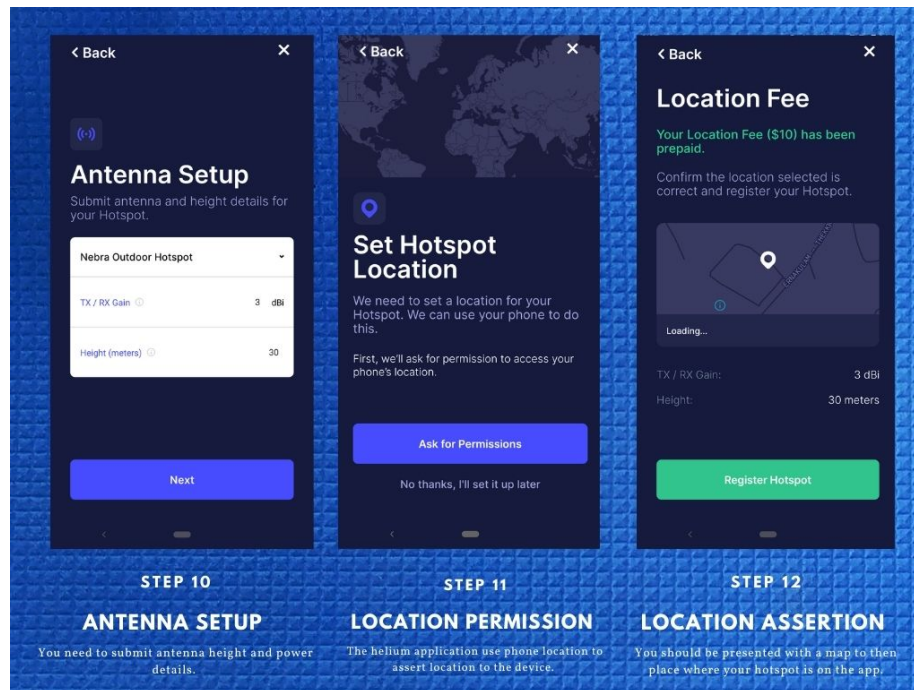 < Back ×
Antenna Setup
Submit antenna and height details for
your Hotspot.
Nebra Outdoor Hotspot
TX / RX Gain 3 dBi
Height (meters) 30
Next
STEP 10
ANTENNA SETUP
You need to submit antenna height and power
details.
< Back ×
Set Hotspot
Location
We need to set a location for your
Hotspot. We can use your phone to do
this.
First, we'll ask for permission to access your
phone's location.
Ask for Permissions
No thanks, I'll set it up later
STEP 11
LOCATION PERMISSION
The helium application use phone location to
assert location to the device.
< Back ×
Location Fee
Your Location Fee ($10) has been
prepaid.
Confirm the location selected is
correct and register your Hotspot.
Loading...
TX / RX Gain: 3 dBi
Height: 30 meters
Register Hotspot
STEP 12
LOCATION ASSERTION
You should be presented with a map to then
place where your hotspot is on the app.